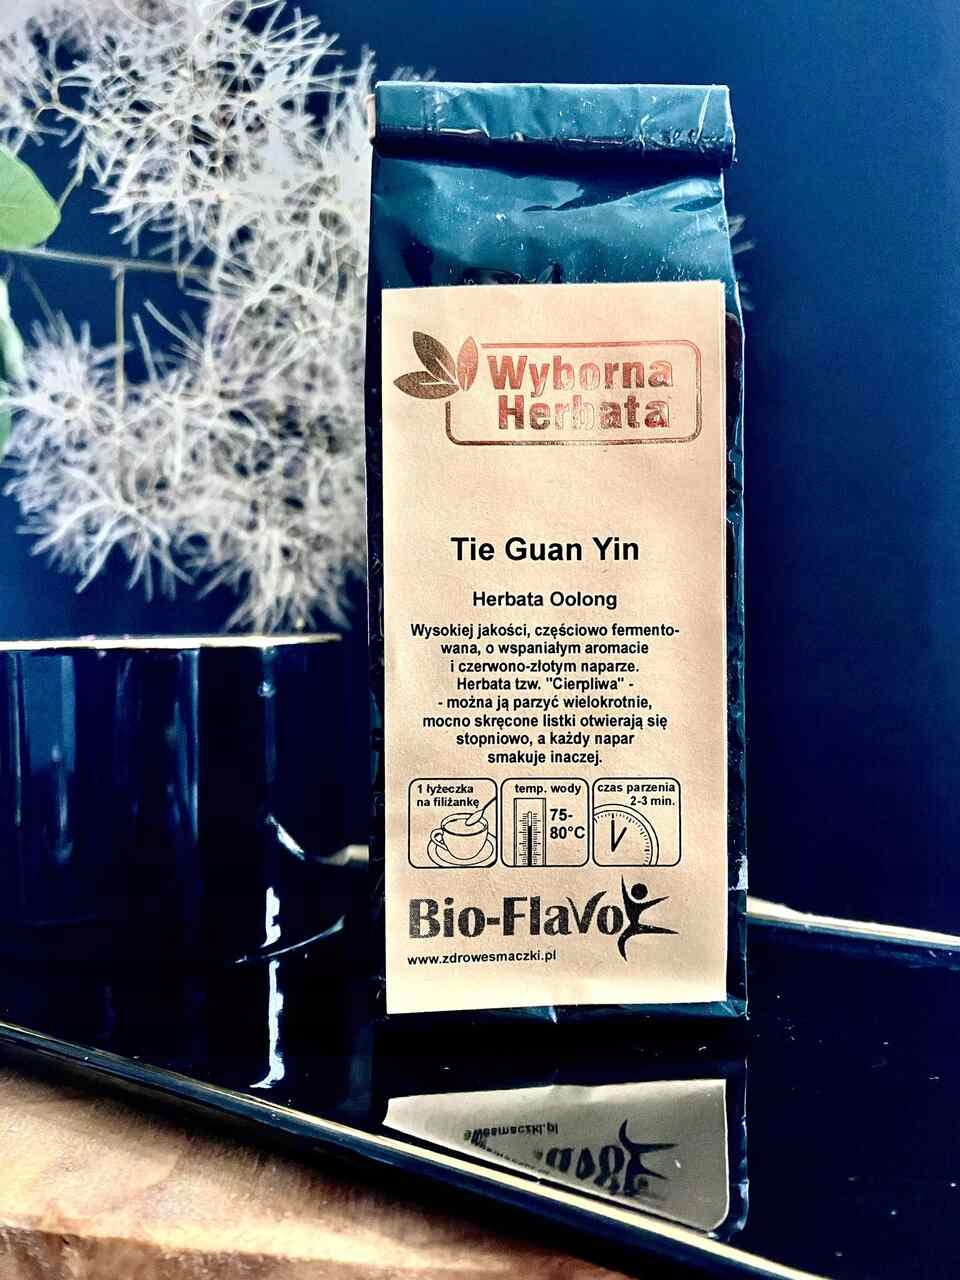 Wyborna
Herbata
Tie Guan Yin
Herbata Oolong
Wysokiej jakości, częściowo fermento-
wana, o wspaniałym aromacie
i czerwono-złotym naparze.
Herbata tzw. "Cierpliwa" -
- można ją parzyć wielokrotnie,
mocno skręcone listki otwierają się
stopniowo, a każdy napar
smakuje inaczej.
1 łyżeczka
na filiżankę
temp. wody
75-
80°C
czas parzenia
2-3 min.
Bio-Flavo
www.zdrowesmaczki.pl